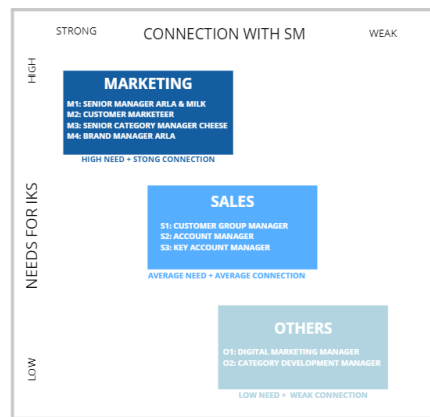 STRONG CONNECTION WITH SM WEAK
HIGH
MARKETING
M1: SENIOR MANAGER ARLA & MILK
M2: CUSTOMER MARKETEER
M3: SENIOR CATEGORY MANAGER CHEESE
M4: BRAND MANAGER ARLA
HIGH NEED + STONG CONNECTION
NEEDS FOR IKS
SALES
S1: CUSTOMER GROUP MANAGER
S2: ACCOUNT MANAGER
S3: KEY ACCOUNT MANAGER
AVERAGE NEED + AVERAGE CONNECTION
OTHERS
O1: DIGITAL MARKETING MANAGER
O2: CATEGORY DEVELOPMENT MANAGER
LOW
LOW NEED + WEAK CONNECTION